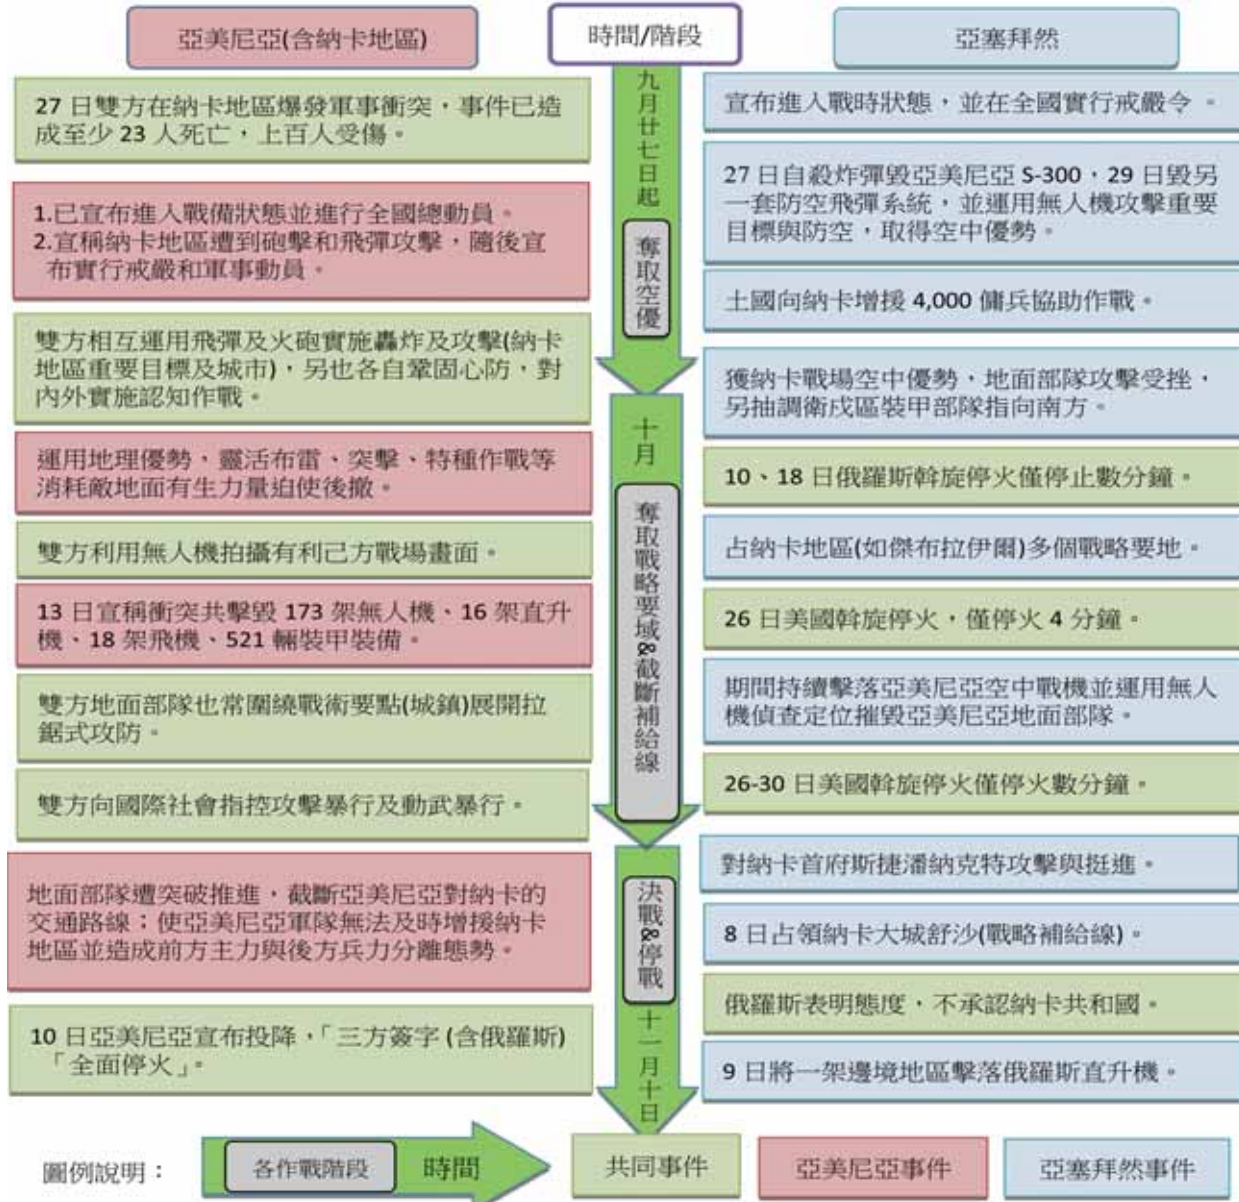 亞美尼亞(含納卡地區)
時間/階段
亞塞拜然
27 日雙方在納卡地區爆發軍事衝突，事件已造
成至少 23 人死亡，上百人受傷。
1.已宣布進入戰備狀態並進行全國總動員。
2.宣稱納卡地區遭到砲擊和飛彈攻擊，隨後宣
布實行戒嚴和軍事動員。
雙方相互運用飛彈及火砲實施轟炸及攻擊(納卡
地區重要目標及城市)，另也各自鞏固心防，對
內外實施認知作戰。
運用地理優勢，靈活布雷、突擊、特種作戰等
消耗敵地面有生力量迫使後撤。
雙方利用無人機拍攝有利己方戰場畫面。
13 日宣稱衝突共擊毀 173 架無人機、16 架直升
機、18 架飛機、521 輛裝甲裝備。
雙方地面部隊也常圍繞戰術要點(城鎮)展開拉
鋸式攻防。
雙方向國際社會指控攻擊暴行及動武暴行。
地面部隊遭突破推進，截斷亞美尼亞對納卡的
交通路線；使亞美尼亞軍隊無法及時增援納卡
地區並造成前方主力與後方兵力分離態勢。
10 日亞美尼亞宣布投降，「三方簽字 (含俄羅斯)
「全面停火」。
九月廿七日起
奪取空優
十月
奪取戰略要域&截斷補給線
決戰&停戰
十一月十日
宣布進入戰時狀態，並在全國實行戒嚴令 。
27 日自殺炸彈毀亞美尼亞 S-300，29 日毀另
一套防空飛彈系統，並運用無人機攻擊重要
目標與防空，取得空中優勢。
土國向納卡增援 4,000 傭兵協助作戰。
獲納卡戰場空中優勢，地面部隊攻擊受挫，
另抽調衛戍區裝甲部隊指向南方。
10、18 日俄羅斯斡旋停火僅停止數分鐘。
占納卡地區(如傑布拉伊爾)多個戰略要地。
26 日美國斡旋停火，僅停火 4 分鐘。
期間持續擊落亞美尼亞空中戰機並運用無人
機偵查定位摧毀亞美尼亞地面部隊。
26-30 日美國斡旋停火僅停火數分鐘。
對納卡首府斯捷潘納克特攻擊與挺進。
8 日占領納卡大城舒沙(戰略補給線)。
俄羅斯表明態度，不承認納卡共和國。
9 日將一架邊境地區擊落俄羅斯直升機。
圖例說明：
各作戰階段
時間
共同事件
亞美尼亞事件
亞塞拜然事件